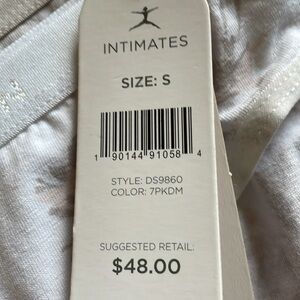 INTIMATES
SIZE: S
1 90144 91058 4
STYLE: DS9860
COLOR: 7PKDM
SUGGESTED RETAIL:
$48.00